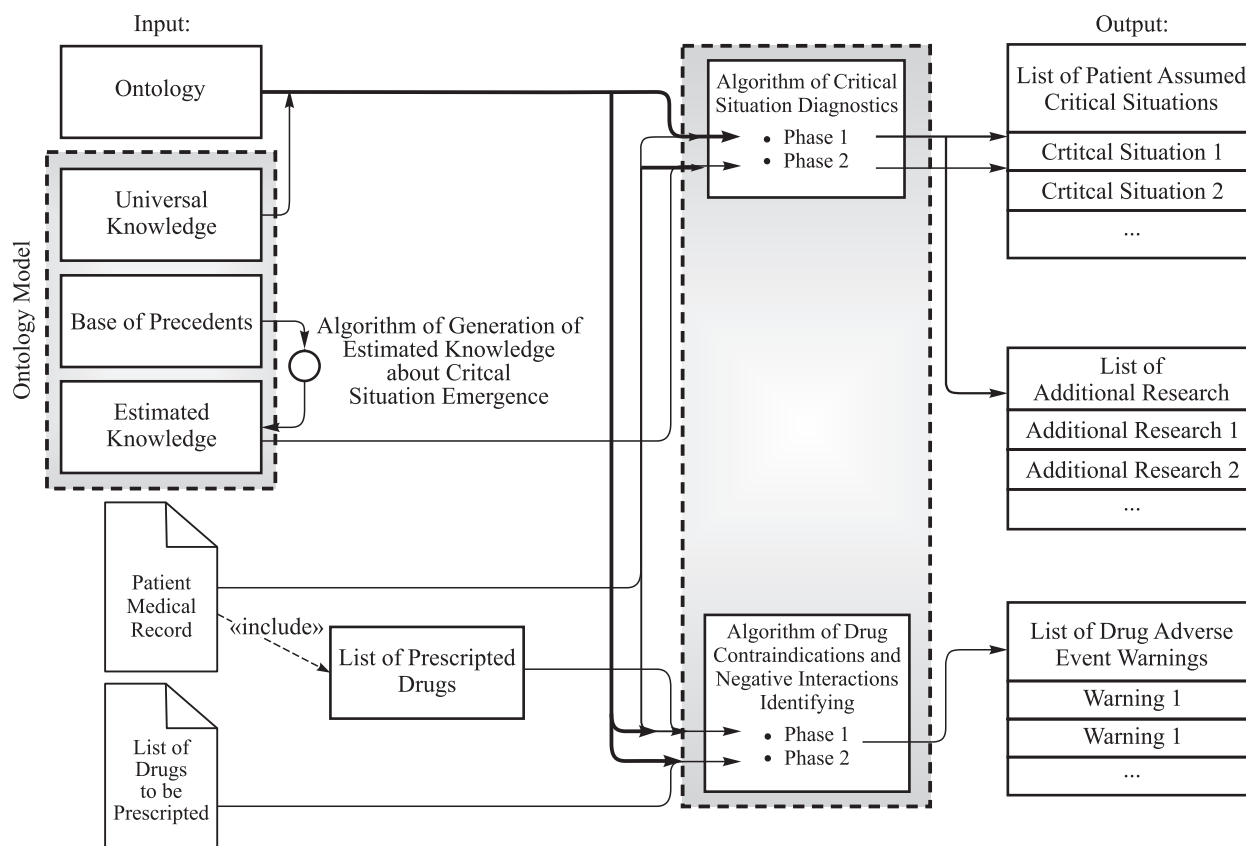 Input:
Ontology
Ontology Model
Universal
Knowledge
Base of Precedents
Estimated
Knowledge
Algorithm of Generation of
Estimated Knowledge
about Critcal
Situation Emergence
Patient
Medical
Record
«include»
List of Prescripted
Drugs
List of
Drugs
to be
Prescripted
Algorithm of Critical
Situation Diagnostics
• Phase 1
• Phase 2
Algorithm of Drug
Contraindications and
Negative Interactions
Identifying
• Phase 1
• Phase 2
Output:
List of Patient Assumed
Critical Situations
Crtitcal Situation 1
Crtitcal Situation 2
...
List of
Additional Research
Additional Research 1
Additional Research 2
...
List of Drug Adverse
Event Warnings
Warning 1
Warning 1
...